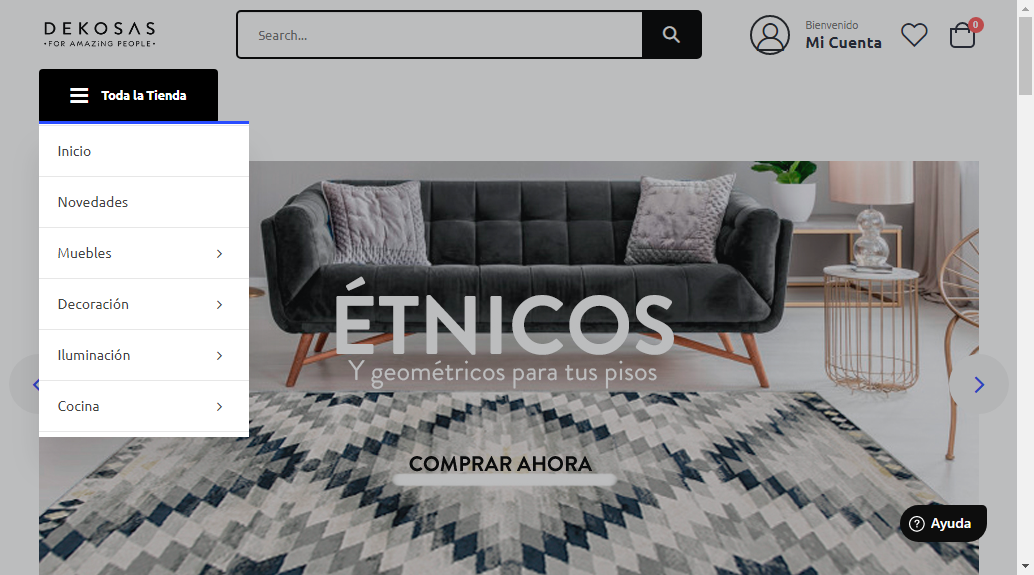 DEKOSAS
•FOR AMAZING PEOPLE•
Search...
Bienvenido
Mi Cuenta
0
Toda la Tienda
Inicio
Novedades
Muebles
Decoración
Iluminación
Cocina
ÉTNICOS
Y geométricos para tus pisos
COMPRAR AHORA
Ayuda